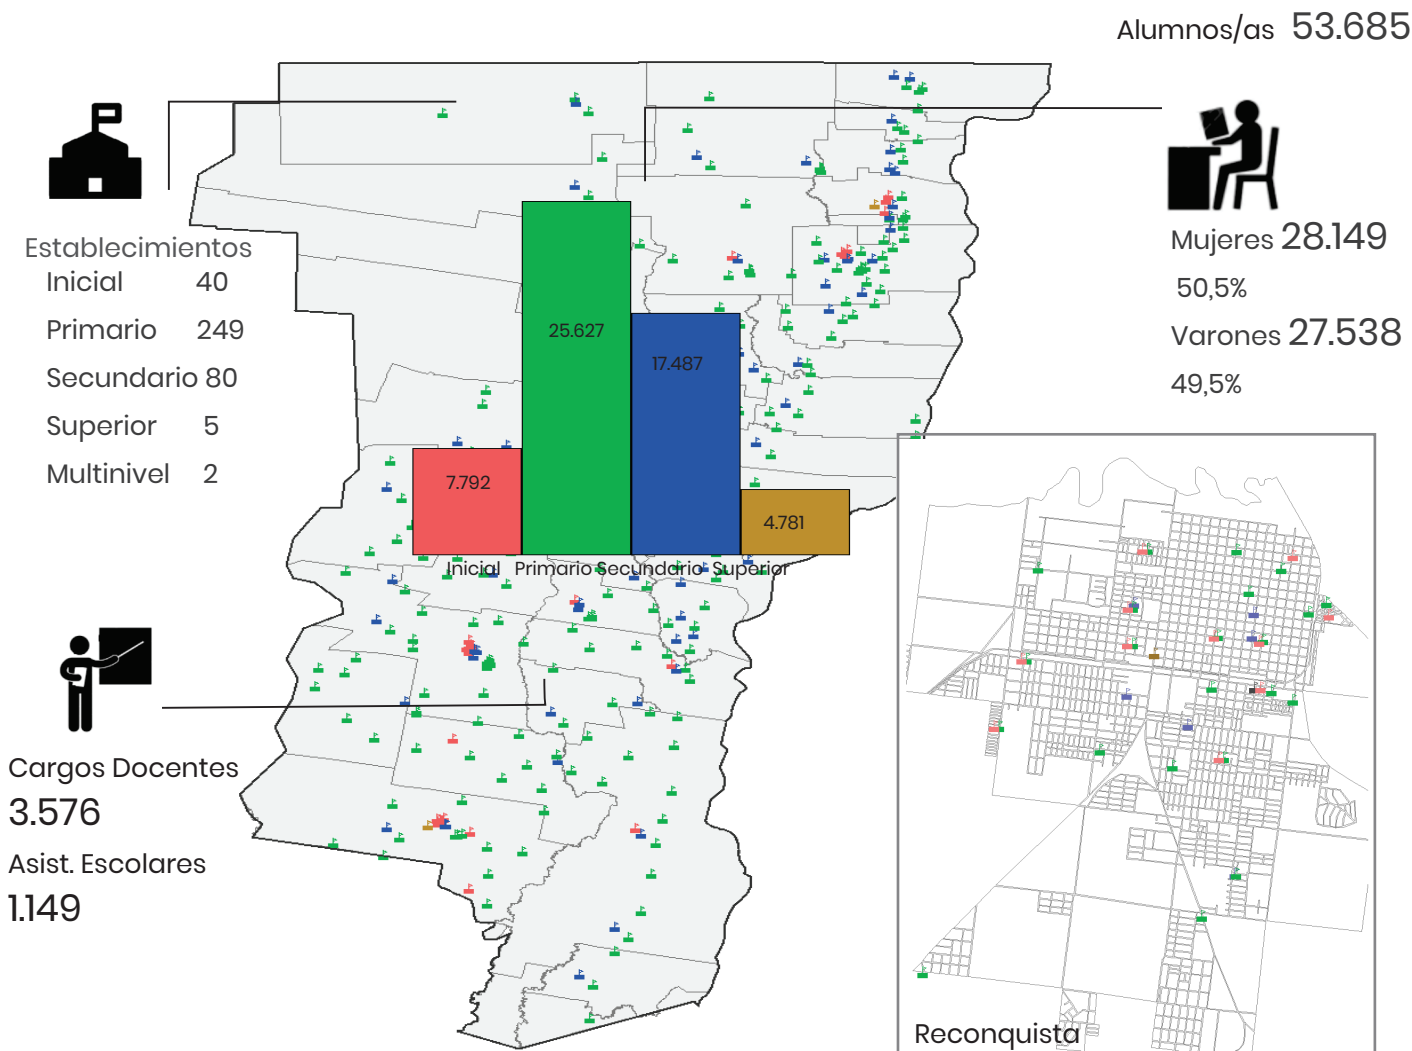 Alumnos/as 53.685
Establecimientos
Inicial 40
Primario 249
Secundario 80
Superior 5
Multinivel 2
Mujeres 28.149
50,5%
Varones 27.538
49,5%
25.627
17.487
7.792
4.781
Inicial Primario Secundario Superior
Cargos Docentes
3.576
Asist. Escolares
1.149
Reconquista